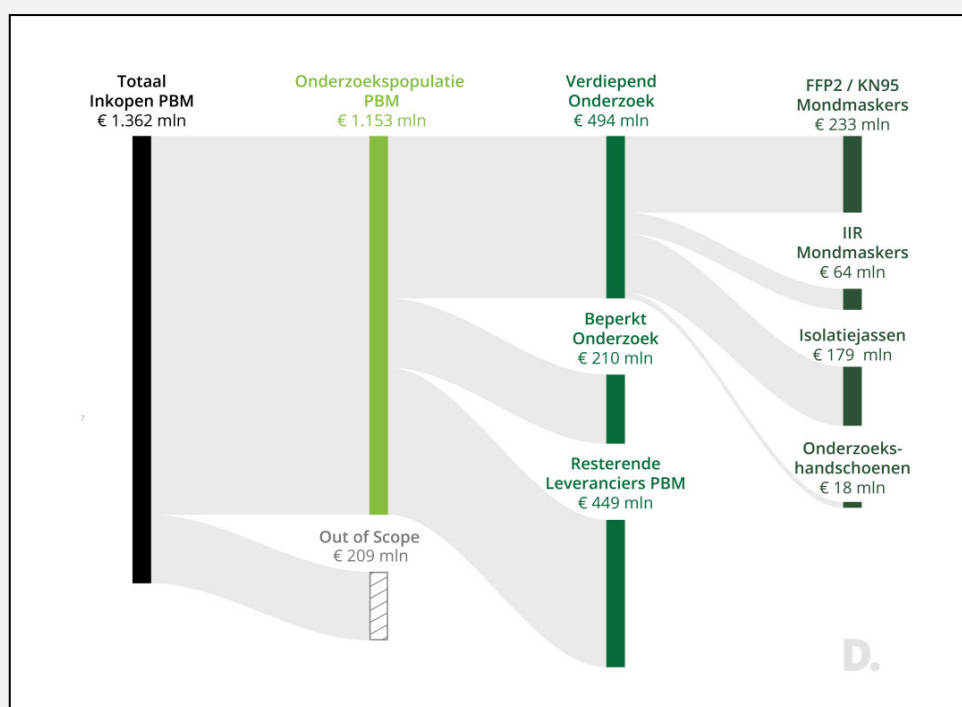 Totaal
Inkopen PBM
€ 1.362 mln
Onderzoekspopulatie
PBM
€ 1.153 mln
Verdiepend
Onderzoek
€ 494 mln
FFP2 / KN95
Mondmaskers
€ 233 mln
IIR
Mondmaskers
€ 64 mln
Beperkt
Onderzoek
€ 210 mln
Isolatiejassen
€ 179 mln
7
Onderzoeks-
handschoenen
€ 18 mln
Resterende
Leveranciers PBM
€ 449 mln
Out of Scope
€ 209 mln
D.